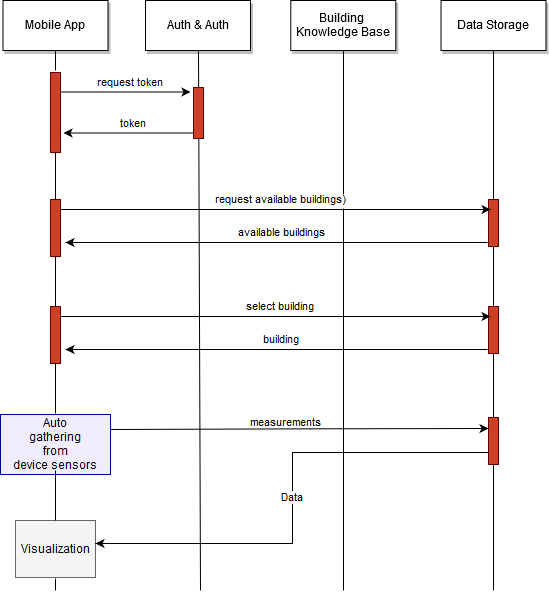 Mobile App
Auth & Auth
Building
Knowledge Base
Data Storage
request token
token
request available buildings)
available buildings
select building
building
Auto
gathering
from
device sensors
measurements
Data
Visualization